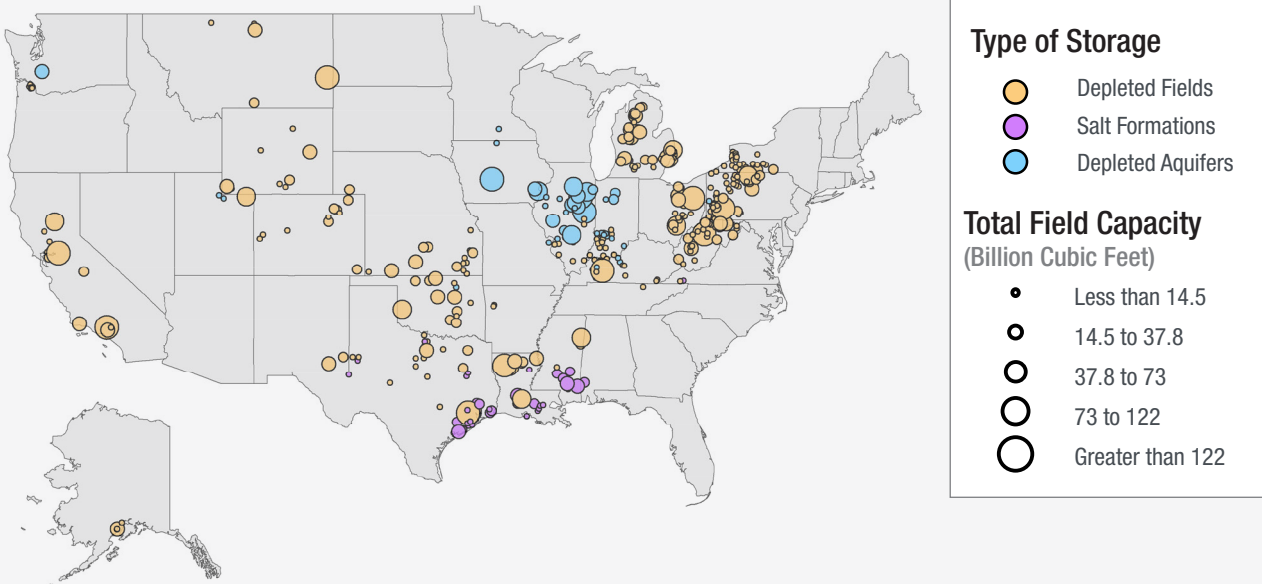 Type of Storage
Depleted Fields
Salt Formations
Depleted Aquifers
Total Field Capacity
(Billion Cubic Feet)
Less than 14.5
14.5 to 37.8
37.8 to 73
73 to 122
Greater than 122